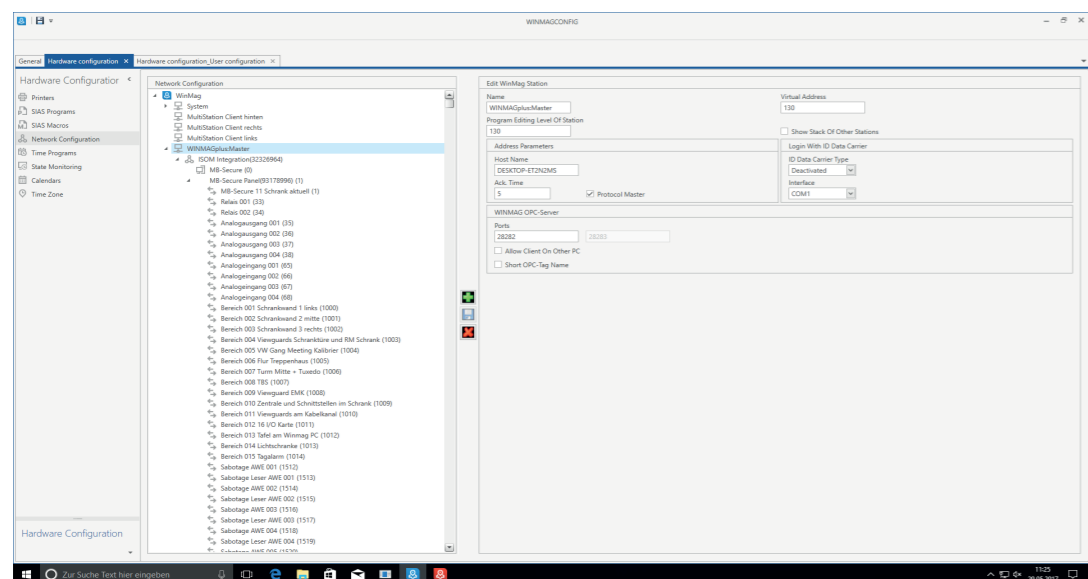 WINMAGCONFIG
General
Hardware configuration
Hardware configuration_User configuration
Hardware Configuration
Printers
SIAS Programs
SIAS Macros
Network Configuration
Time Programs
State Monitoring
Calendars
Time Zone
Hardware Configuration
Network Configuration
WinMag
System
MultiStation Client hinten
MultiStation Client rechts
MultiStation Client links
WINMAGplus:Master
ISOM Integration(32326964)
MB-Secure (0)
MB-Secure Panel(93178996) (1)
MB-Secure 11 Schrank aktuell (1)
Relais 001 (33)
Relais 002 (34)
Analogausgang 001 (35)
Analogausgang 002 (36)
Analogausgang 003 (37)
Analogausgang 004 (38)
Analogeingang 001 (65)
Analogeingang 002 (66)
Analogeingang 003 (67)
Analogeingang 004 (68)
Bereich 001 Schrankwand 1 links (1000)
Bereich 002 Schrankwand 2 mitte (1001)
Bereich 003 Schrankwand 3 rechts (1002)
Bereich 004 Viewguards Schranktüre und RM Schrank (1003)
Bereich 005 VW Gang Meeting Kalibrier (1004)
Bereich 006 Flur Treppenhaus (1005)
Bereich 007 Turm Mitte + Tuxedo (1006)
Bereich 008 TBS (1007)
Bereich 009 Viewguard EMK (1008)
Bereich 010 Zentrale und Schnittstellen im Schrank (1009)
Bereich 011 Viewguards am Kabelkanal (1010)
Bereich 012 16 I/O Karte (1011)
Bereich 013 Tafel am Winmag PC (1012)
Bereich 014 Lichtschranke (1013)
Bereich 015 Tagalarm (1014)
Sabotage AWE 001 (1512)
Sabotage Leser AWE 001 (1513)
Sabotage AWE 002 (1514)
Sabotage Leser AWE 002 (1515)
Sabotage AWE 003 (1516)
Sabotage Leser AWE 003 (1517)
Sabotage AWE 004 (1518)
Sabotage Leser AWE 004 (1519)
Sabotage AWE 005 (1520)
Edit WinMag Station
Name
WINMAGplus:Master
Virtual Address
130
Program Editing Level Of Station
130
Show Stack Of Other Stations
Address Parameters
Host Name
DESKTOP-ET2N2MS
Ack. Time
5
Protocol Master
Login With ID Data Carrier
ID Data Carrier Type
Deactivated
Interface
COM1
WINMAG OPC-Server
Ports
28282
28283
Allow Client On Other PC
Short OPC-Tag Name
Zur Suche Text hier eingeben
11:25
29.05.2017